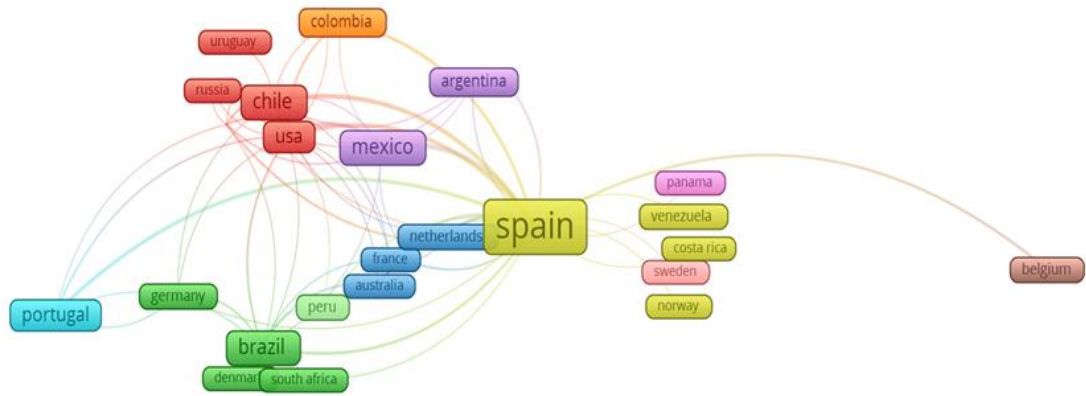 colombia
uruguay
argentina
russia
chile
usa
mexico
panama
spain
venezuela
netherlands
costa rica
france
sweden
belgium
australia
germany
peru
norway
portugal
brazil
south africa